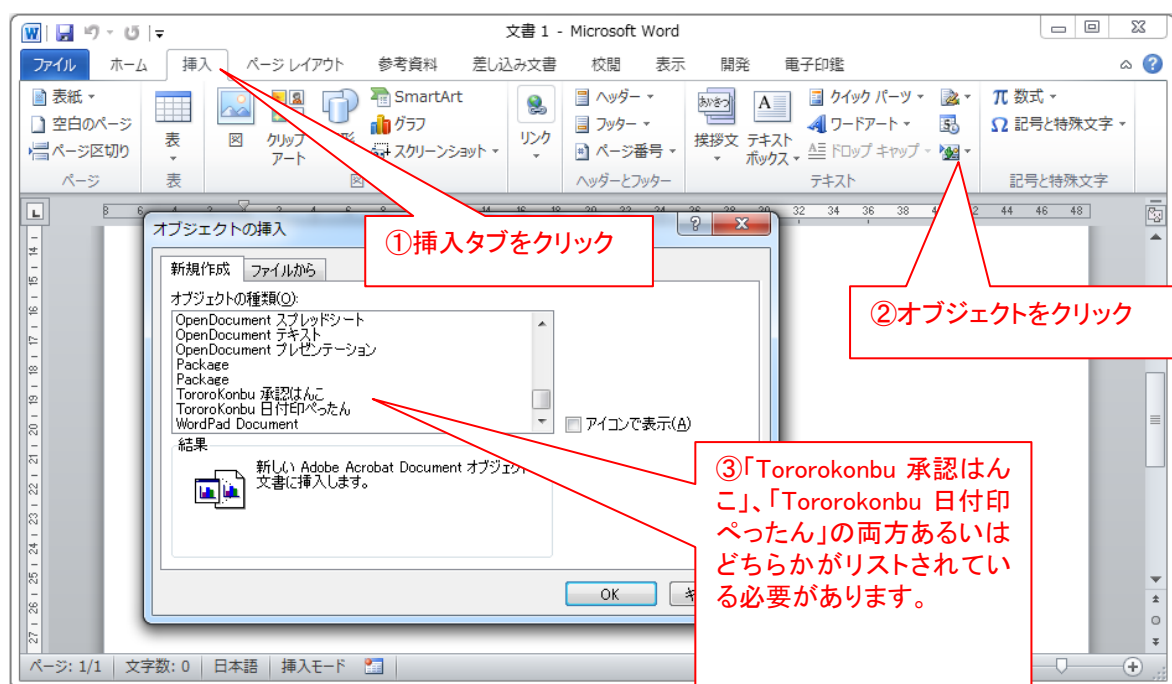 文書 1 - Microsoft Word
ファイル ホーム 挿入 ページ レイアウト 参考資料 差し込み文書 校閲 表示 開発 電子印鑑
表紙
空白のページ
ページ区切り
ページ
表
表
図
クリップ
アート
形
SmartArt
グラフ
スクリーンショット
図
リンク
ヘッダー
フッター
ページ番号
ヘッダーとフッター
挨拶文
テキスト
ボックス
クイック パーツ
ワードアート
ドロップ キャップ
テキスト
数式
記号と特殊文字
記号と特殊文字
オブジェクトの挿入
新規作成 ファイルから
オブジェクトの種類(O):
OpenDocument スプレッドシート
OpenDocument テキスト
OpenDocument プレゼンテーション
Package
Package
TororoKonbu 承認はんこ
TororoKonbu 日付印ぺったん
WordPad Document
アイコンで表示(A)
結果
新しい Adobe Acrobat Document オブジェクト
文書に挿入します。
OK キ
①挿入タブをクリック
②オブジェクトをクリック
③「Tororokonbu 承認はん
こ」、「Tororokonbu 日付印
ぺったん」の両方あるいは
どちらかがリストされてい
る必要があります。
ページ: 1/1 文字数: 0 日本語 挿入モード